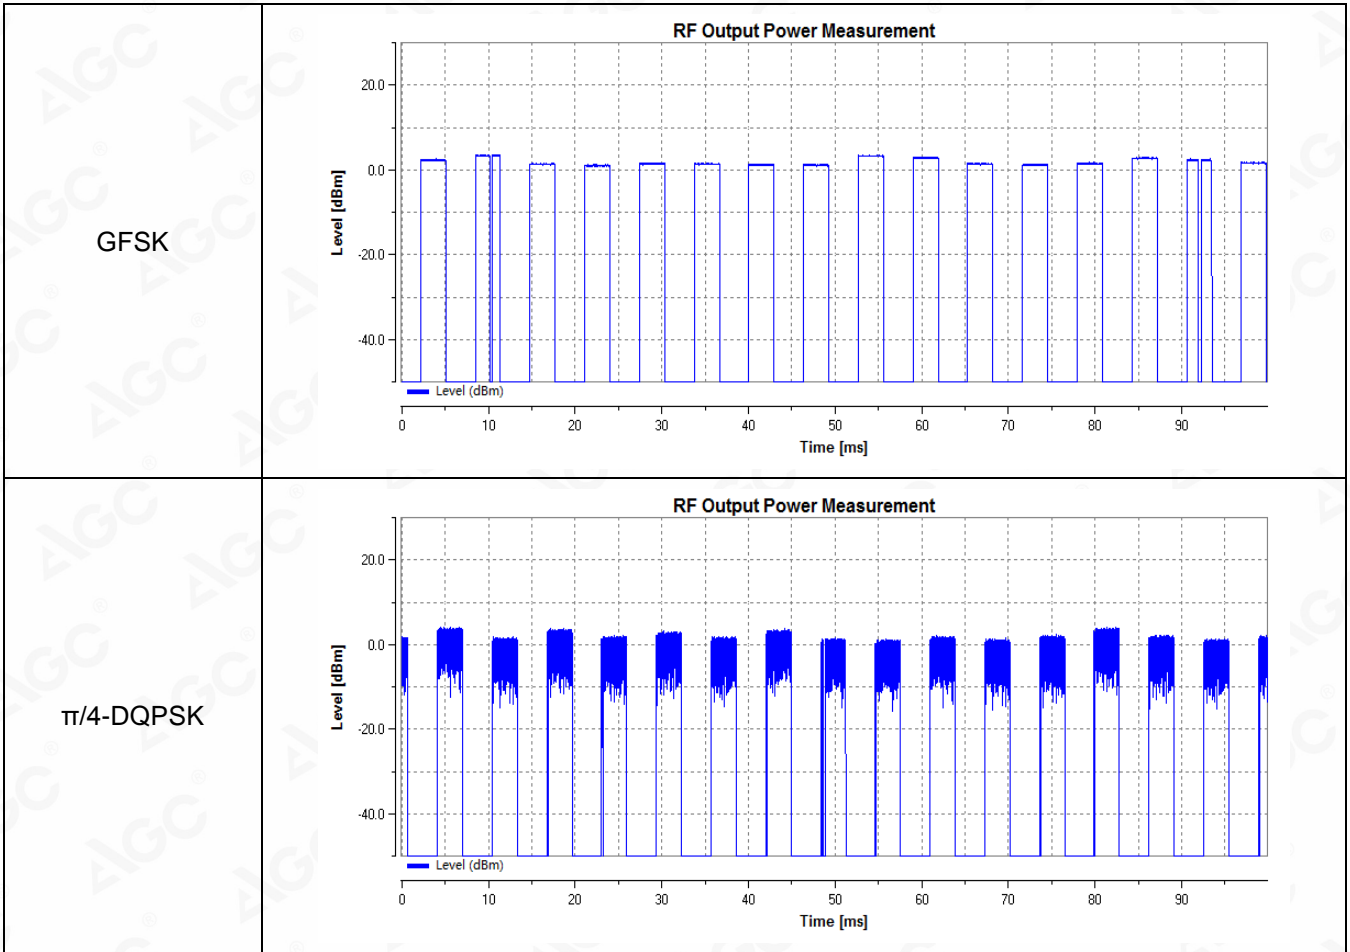 GFSK
RF Output Power Measurement
Level [dBm]
20.0
0.0
-20.0
-40.0
Level (dBm)
0 10 20 30 40 50 60 70 80 90
Time [ms]
π/4-DQPSK
RF Output Power Measurement
Level [dBm]
20.0
0.0
-20.0
-40.0
Level (dBm)
0 10 20 30 40 50 60 70 80 90
Time [ms]
AGC